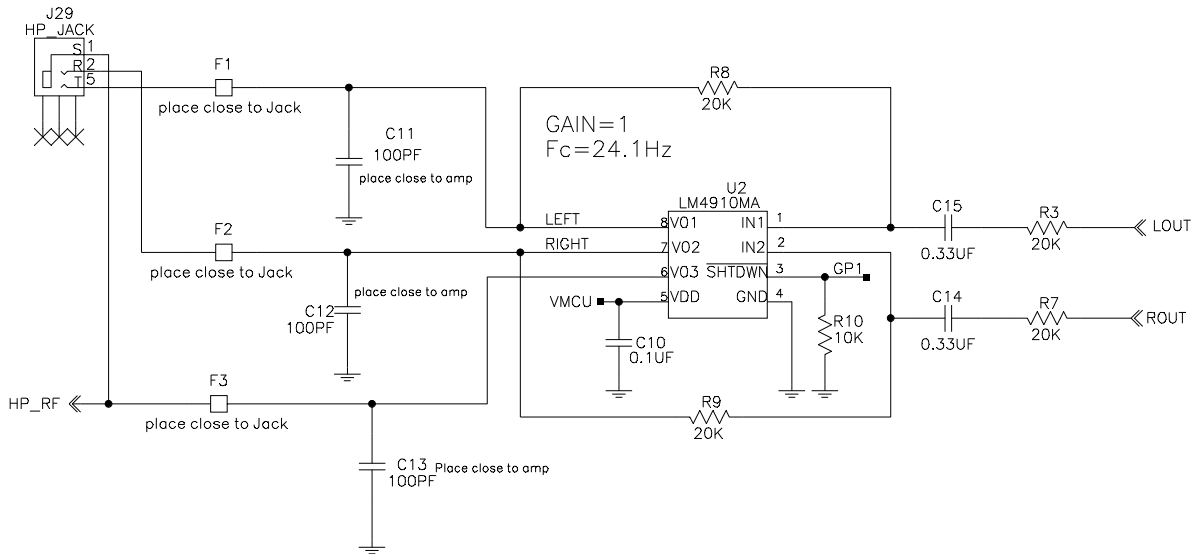 J29
HP_JACK
S 1
R 2
T 5
F1
place close to Jack
C11
100PF
place close to amp
R8
20K
GAIN=1
Fc=24.1Hz
U2
LM4910MA
LEFT
8 VO1
IN1 1
C15
0.33UF
R3
20K
LOUT
F2
place close to Jack
RIGHT
7 VO2
IN2 2
6 VO3
SHTDWN 3
GP1
place close to amp
C12
100PF
VMCU
5 VDD
GND 4
C14
0.33UF
R7
20K
ROUT
R10
10K
C10
0.1UF
F3
HP_RF
place close to Jack
R9
20K
C13
100PF
Place close to amp